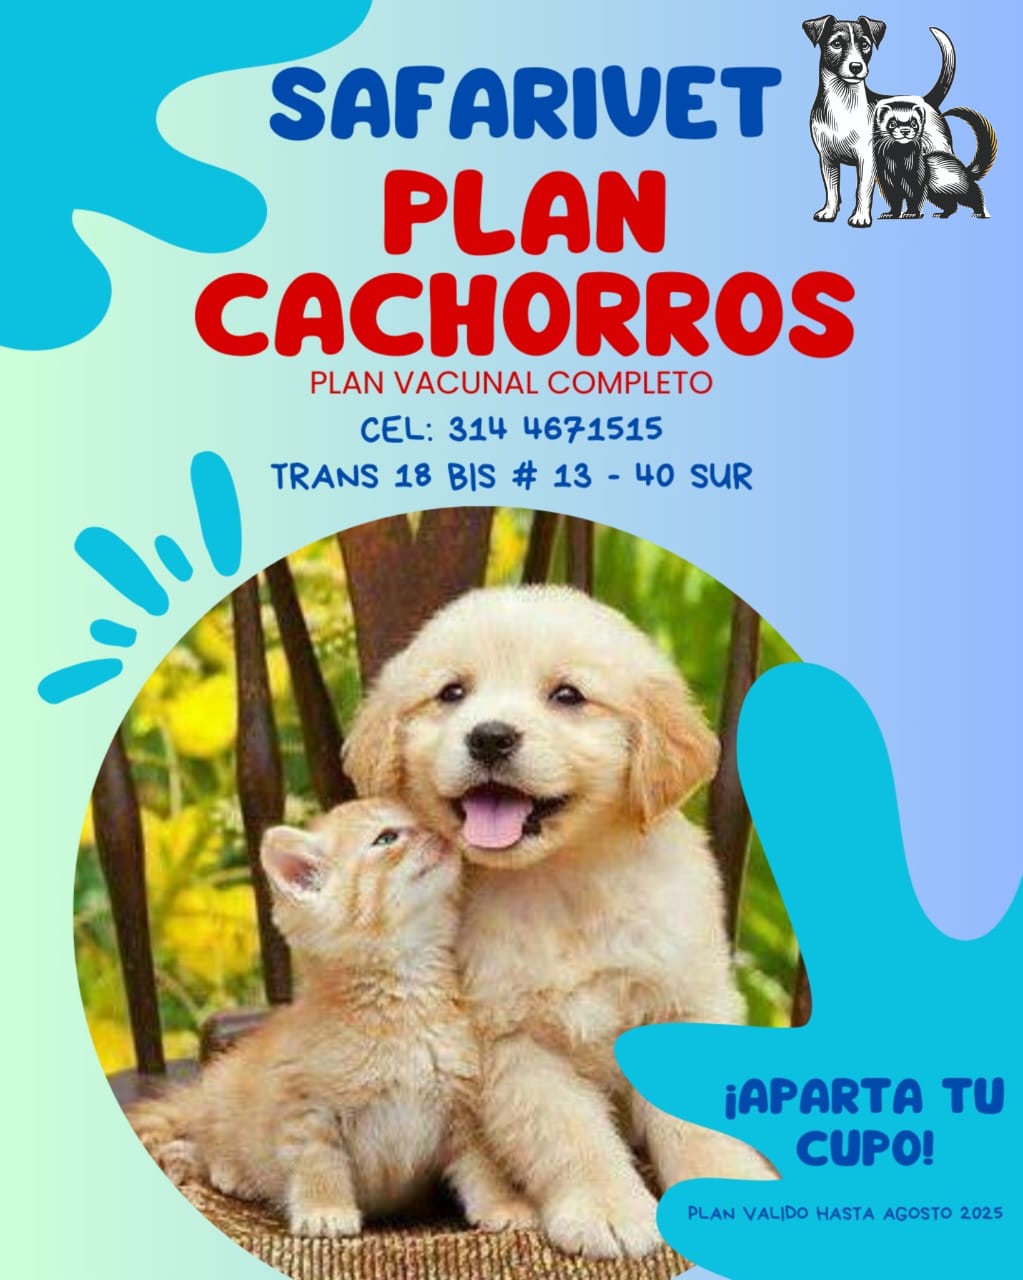 SAFARIVET
PLAN
CACHORROS
PLAN VACUNAL COMPLETO
CEL: 314 4671515
TRANS 18 BIS # 13 - 40 SUR
¡APARTA TU
CUPO!
PLAN VALIDO HASTA AGOSTO 2025